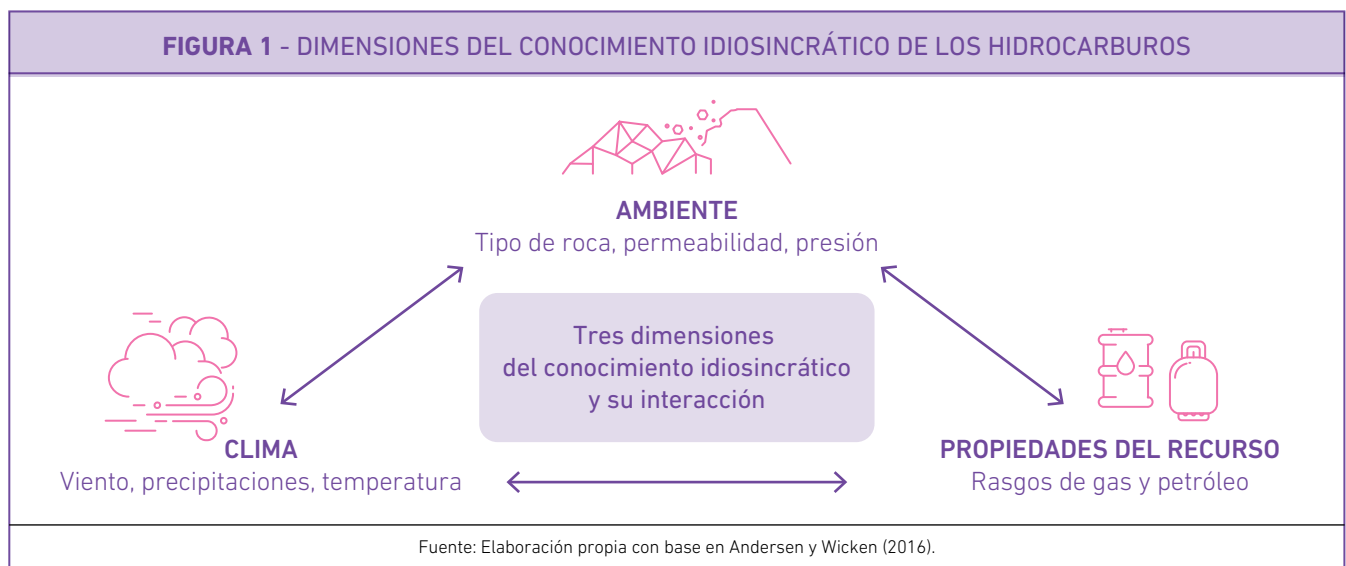 FIGURA 1 - DIMENSIONES DEL CONOCIMIENTO IDIOSINCRÁTICO DE LOS HIDROCARBUROS
AMBIENTE
Tipo de roca, permeabilidad, presión
Tres dimensiones
del conocimiento idiosincrático
y su interacción
CLIMA
Viento, precipitaciones, temperatura
PROPIEDADES DEL RECURSO
Rasgos de gas y petróleo
Fuente: Elaboración propia con base en Andersen y Wicken (2016).